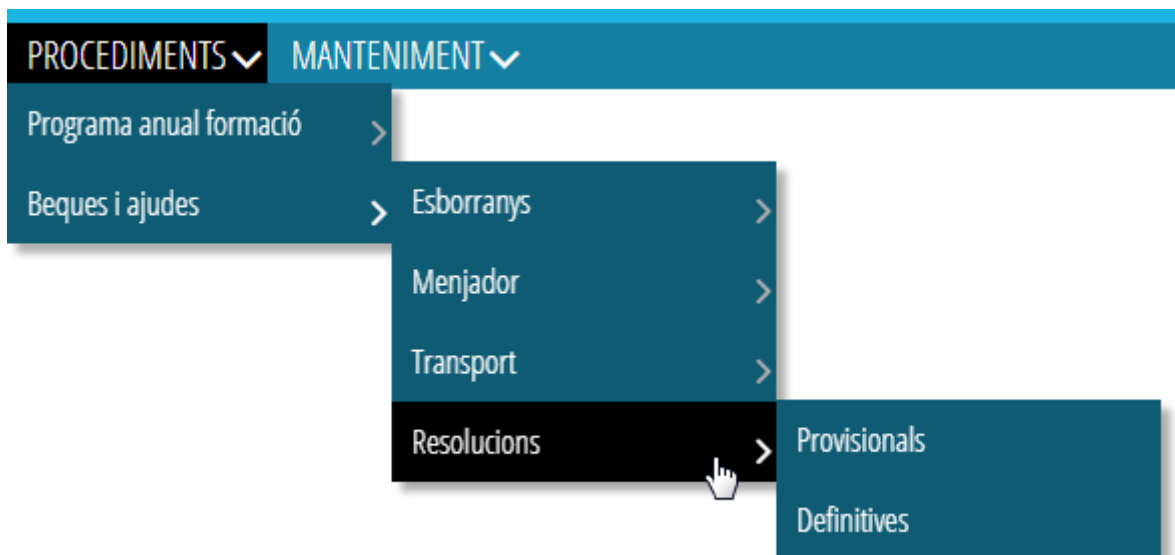 PROCEDIMENTS MANTENIMENT
Programa anual formació
Beques i ajudes
Esborranys
Menjador
Transport
Resolucions
Provisionals
Definitives